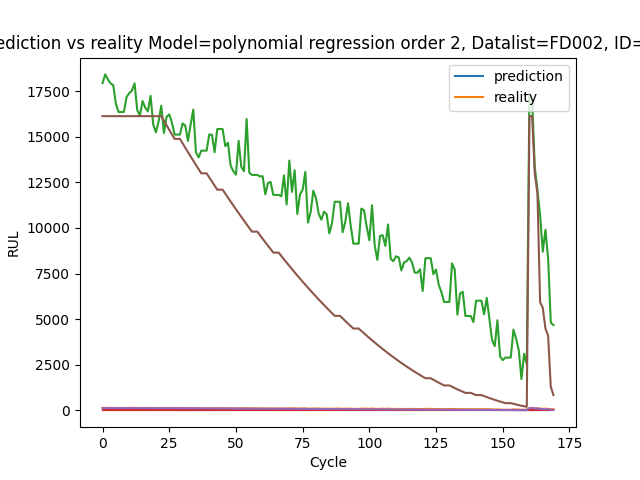 ediction vs reality Model=polynomial regression order 2, Datalist=FD002, ID=
prediction
reality
RUL
17500
15000
12500
10000
7500
5000
2500
0
0 25 50 75 100 125 150 175
Cycle